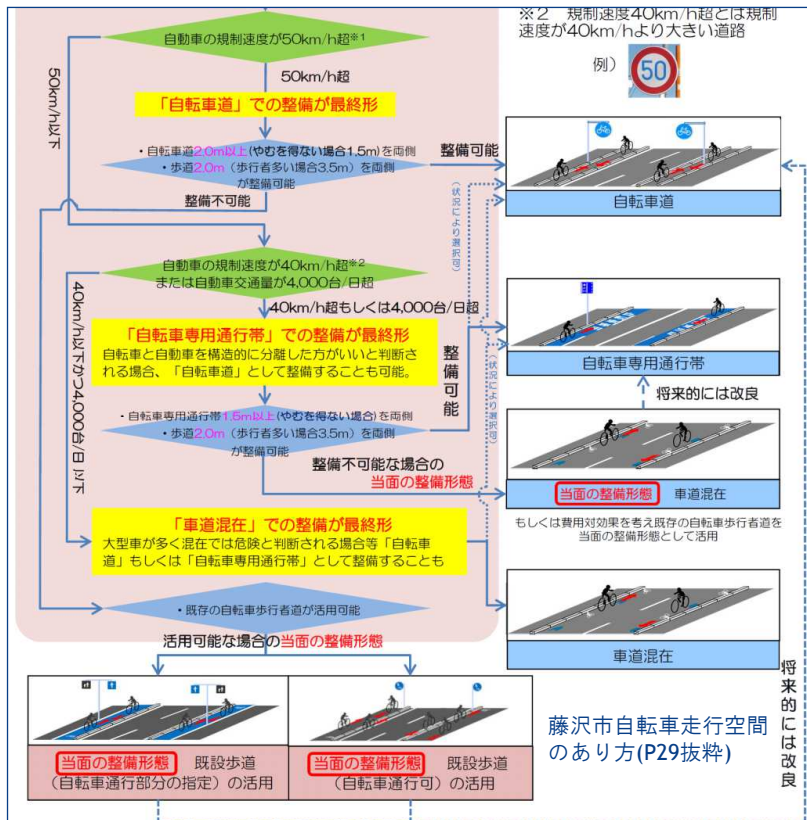 ※2 規制速度40km/h超とは規制
速度が40km/hより大きい道路
例）
50
自動車の規制速度が50km/h超※1
50km/h超
50km/h以下
「自転車道」での整備が最終形
・自転車道2.0m以上(やむを得ない場合1.5m)を両側
・歩道2.0m（歩行者多い場合3.5m）を両側
が整備可能
整備可能
整備不可能
（状況により選択可）
自転車道
自動車の規制速度が40km/h超※2
または自動車交通量が4,000台/日超
40km/h超もしくは4,000台/日超
40km/h以下かつ4,000台/日以下
「自転車専用通行帯」での整備が最終形
自転車と自動車を構造的に分離した方がいいと判断さ
れる場合、「自転車道」として整備することも可能。
整備可能
自転車専用通行帯
（状況により選択可）
将来的には改良
・自転車専用通行帯1.5m以上(やむを得ない場合)を両側
・歩道2.0m（歩行者多い場合3.5m）を両側
が整備可能
整備不可能な場合の
当面の整備形態
当面の整備形態 車道混在
もしくは費用対効果を考え既存の自転車歩行者道を
当面の整備形態として活用
「車道混在」での整備が最終形
大型車が多く混在では危険と判断される場合等「自転車
道」もしくは「自転車専用通行帯」として整備することも
・既存の自転車歩行者道が活用可能
車道混在
活用可能な場合の当面の整備形態
将来的には改良
当面の整備形態 既設歩道
（自転車通行部分の指定）の活用
当面の整備形態 既設歩道
（自転車通行可）の活用
藤沢市自転車走行空間
のあり方(P29抜粋)